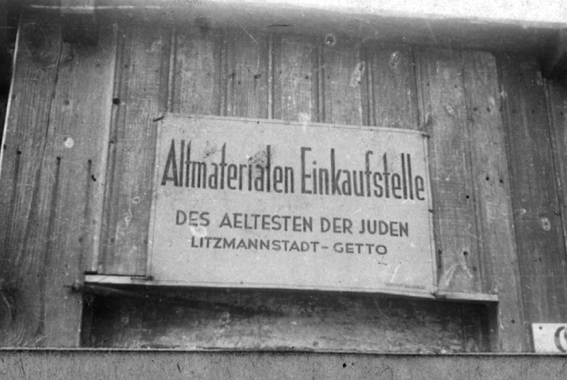 Altmaterialen Einkaufstelle
DES AELTESTEN DER JUDEN
LITZMANNSTADT-GETTO